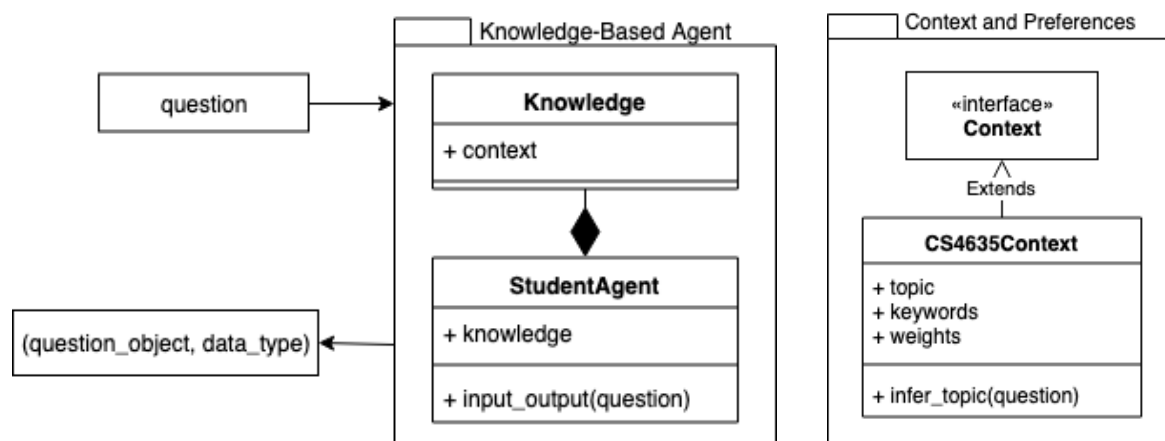 Knowledge-Based Agent
question
Knowledge
+ context
StudentAgent
+ knowledge
+ input_output(question)
(question_object, data_type)
Context and Preferences
«interface»
Context
Extends
CS4635Context
+ topic
+ keywords
+ weights
+ infer_topic(question)